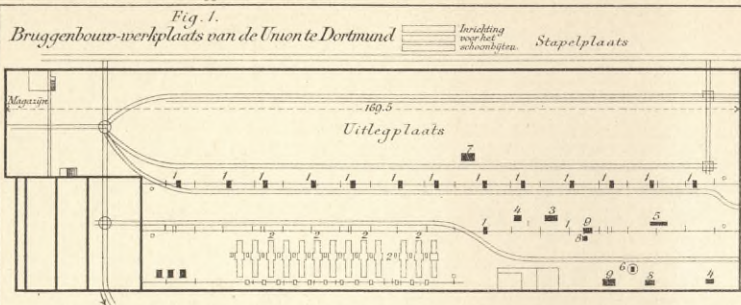 Fig. 1.
Bruggenbouw-werkplaats van de Union te Dortmund
Inrichting
voor het
schoonbijten.
Stapelplaats
Magazijn
169.5
Uitlegplaats
7
1 1 1 1 1 1 1 1 1 1 1 1
1 4 3 1 9 5
8
2 2 2 2
2
6
9 8 4